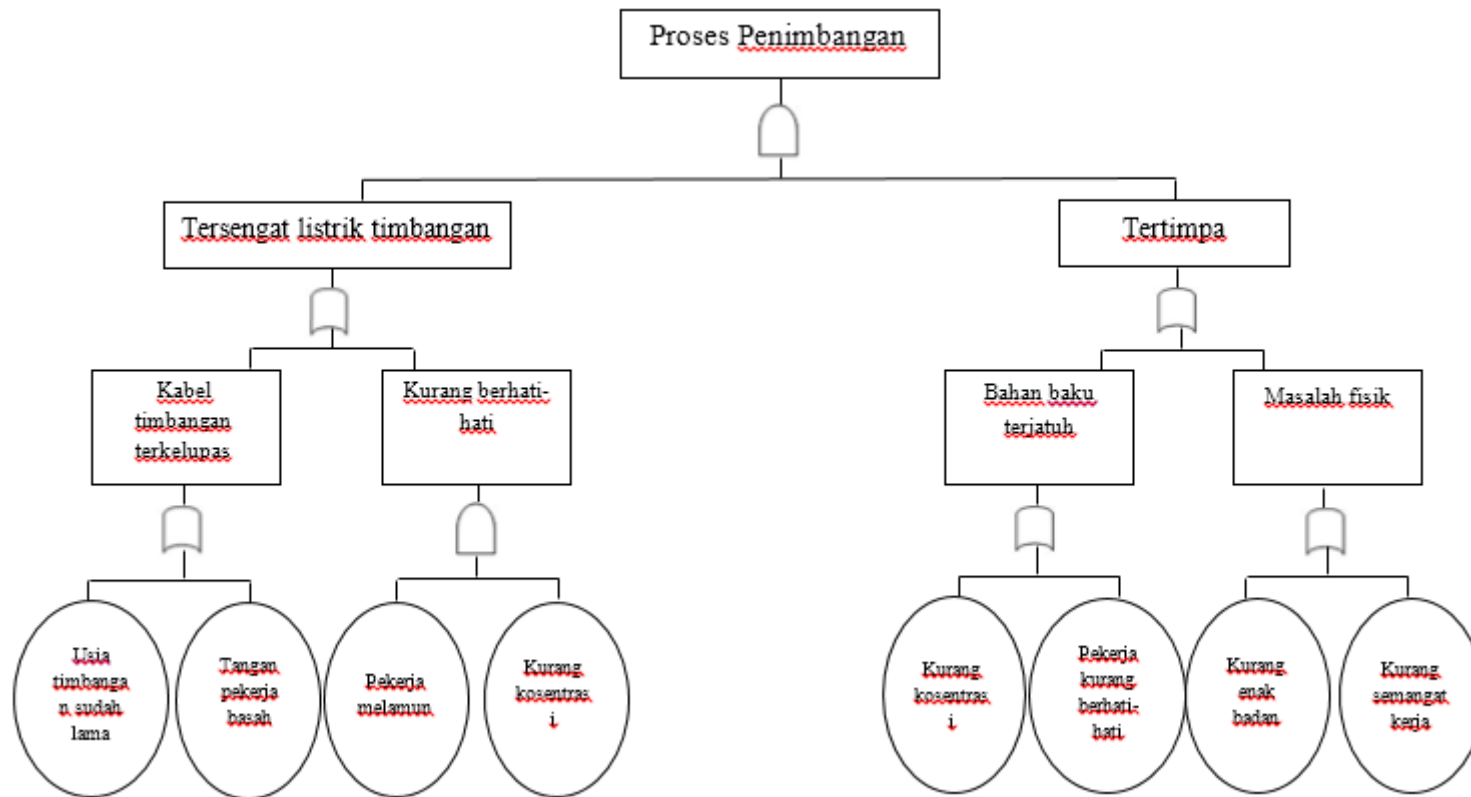 Proses Penimbangan
Tersengat listrik timbangan
Tertimpa
Kabel
timbangan
terkelupas
Kurang berhati-
hati
Bahan baku
terjatuh
Masalah fisik
Usia
timbanga
n sudah
lama
Tangan
pekerja
basah
Pekerja
melamun
Kurang
kosentras
i
Kurang
kosentras
i
Pekerja
kurang
berhati-
hati
Kurang
enak
badan
Kurang
semangat
kerja